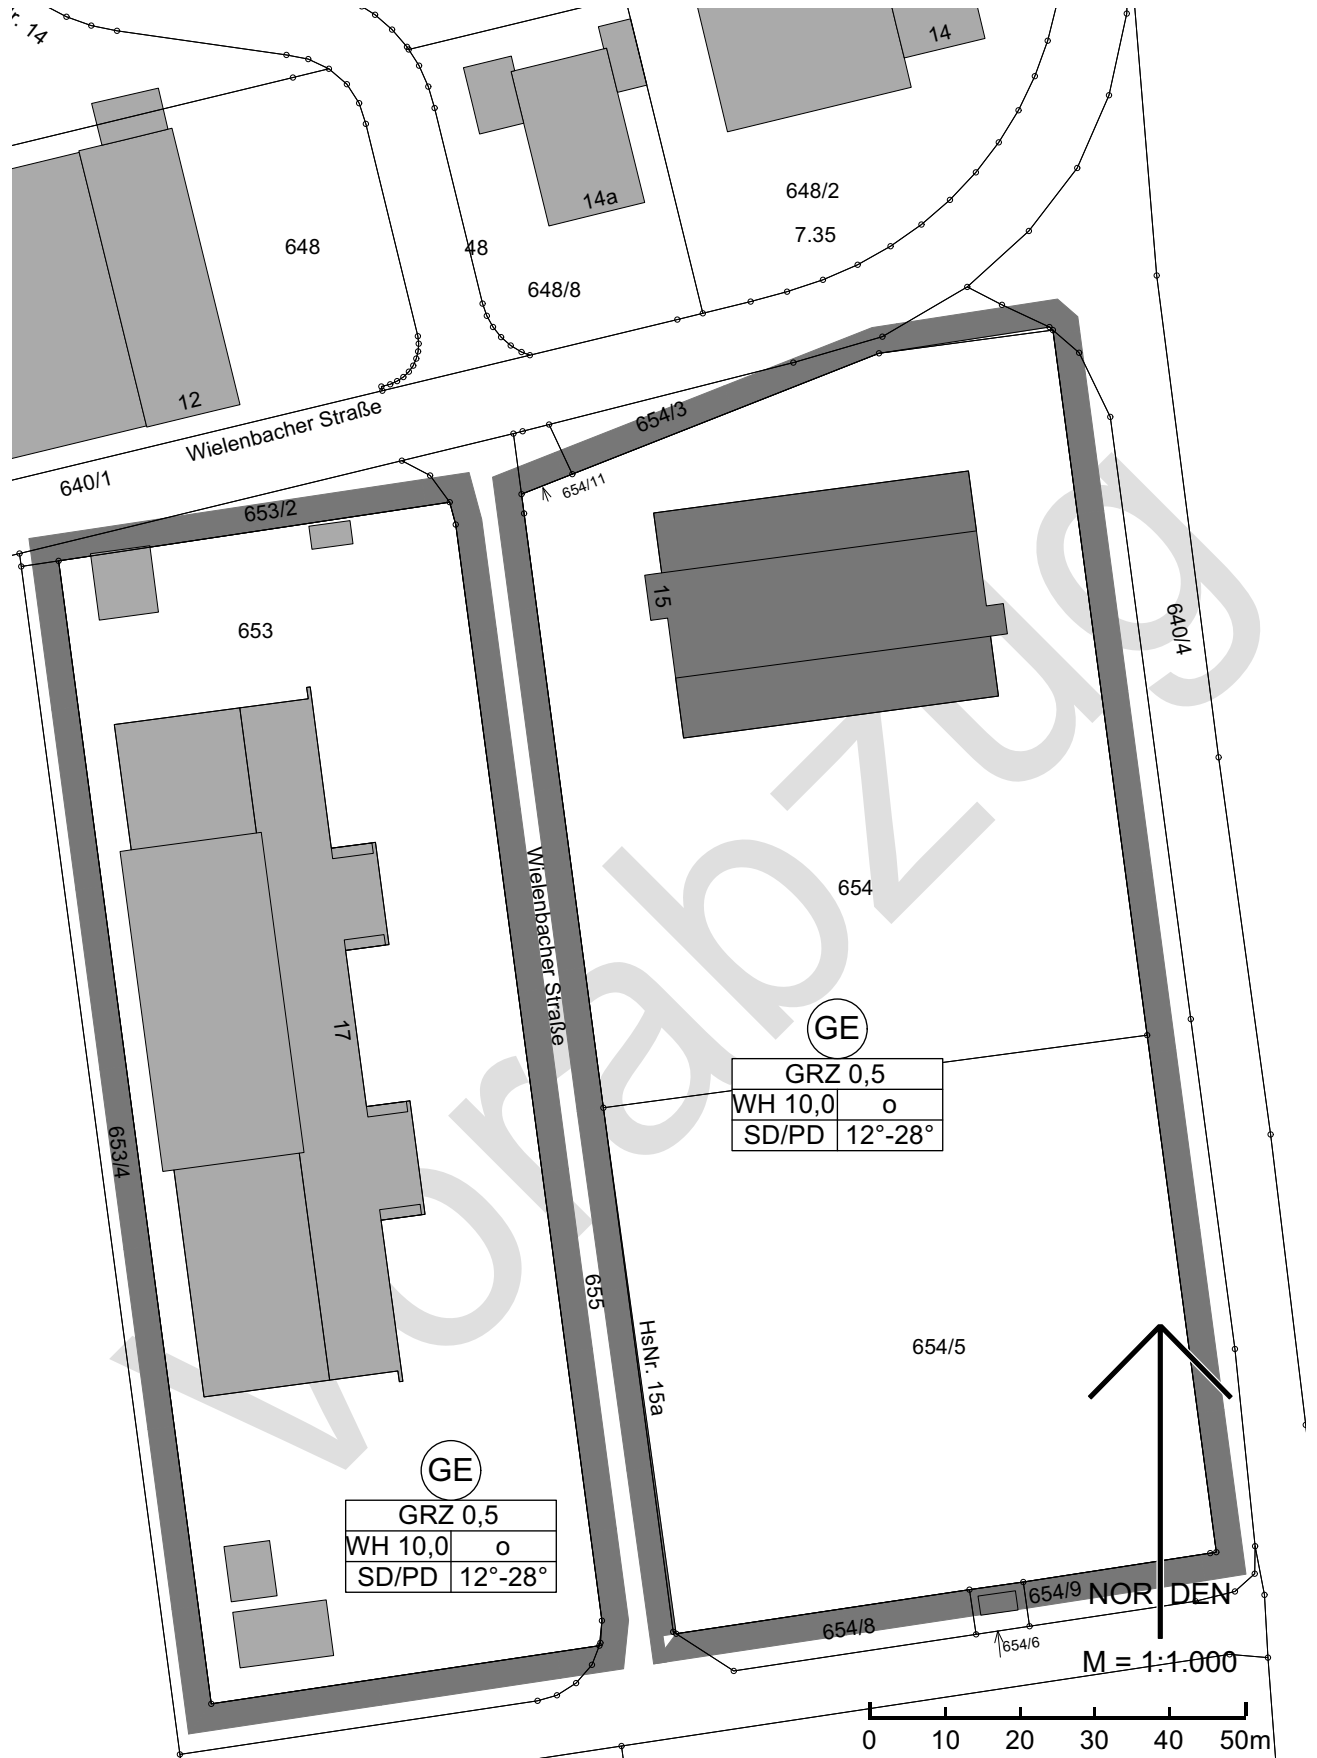 r. 14
14
14a
648/2
7.35
648
48
648/8
12
Wielenbacher Straße
654/3
640/1
654/11
653/2
15
653
640/4
Wielenbacher Straße
654
17
GE
GRZ 0,5
WH 10,0 o
SD/PD 12°-28°
653/4
655
HsNr. 15a
654/5
GE
GRZ 0,5
WH 10,0 o
SD/PD 12°-28°
654/9
NORDEN
654/8
654/6
M = 1:1.000
0 10 20 30 40 50m
Vorabzug